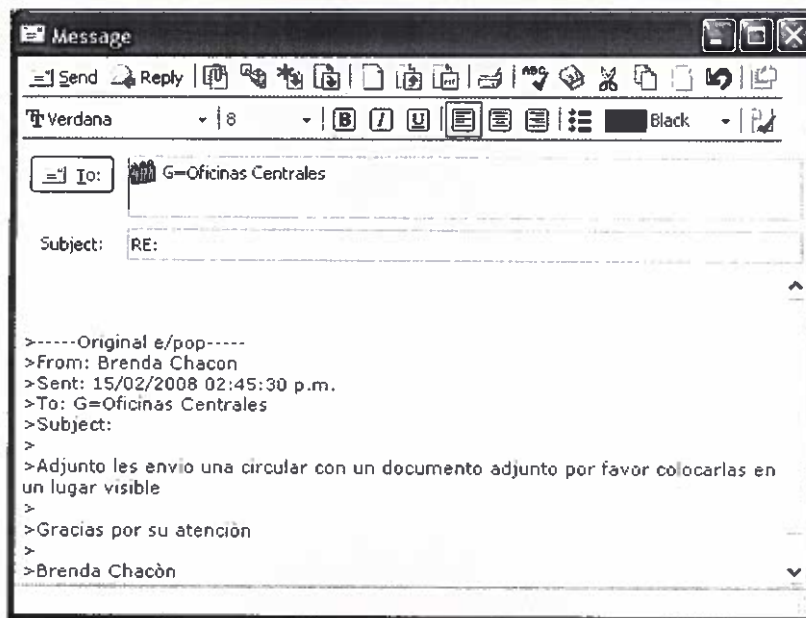 Message
Send Reply
Verdana 8 B I U Black
To: G=Oficinas Centrales
Subject: RE:
>-----Original e/pop-----
>From: Brenda Chacon
>Sent: 15/02/2008 02:45:30 p.m.
>To: G=Oficinas Centrales
>Subject:
>
>Adjunto les envio una circular con un documento adjunto por favor colocarlas en
un lugar visible
>
>Gracias por su atenciòn
>
>Brenda Chacòn